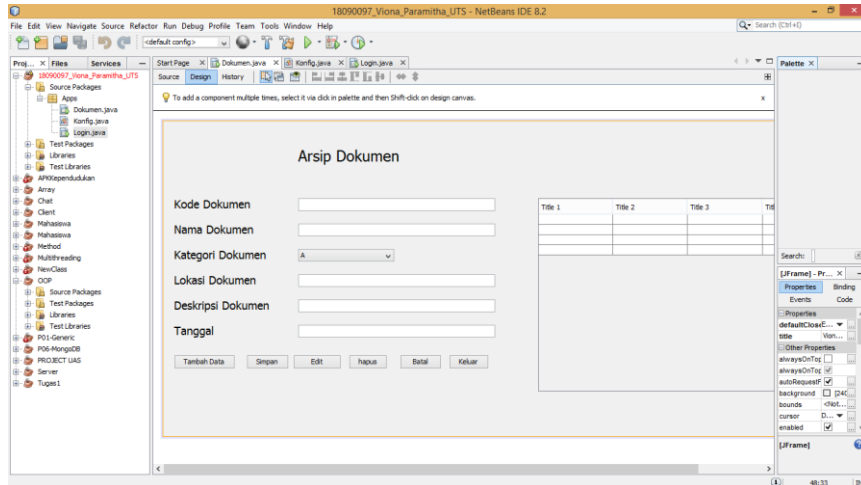 18090097_Viona_Paramitha_UTS - NetBeans IDE 8.2
File Edit View Navigate Source Refactor Run Debug Profile Team Tools Window Help
Search (Ctrl+I)
<default config>
Proj... Files Services
Start Page Dokumen.java Konfig.java Login.java
Palette
Source Design History
To add a component multiple times, select it via click in palette and then Shift-click on design canvas.
18090097_Viona_Paramitha_UTS
Source Packages
Apps
Dokumen.java
Konfig.java
Login.java
Test Packages
Libraries
Test Libraries
APKKependudukan
Array
Chat
Client
Mahasiswa
Mahasiswa
Method
Multithreading
NewClass
OOP
Source Packages
Test Packages
Libraries
Test Libraries
P01-Generic
P06-MongoDB
PROJECT UAS
Server
Tugas1
Arsip Dokumen
Kode Dokumen
Nama Dokumen
Kategori Dokumen A
Lokasi Dokumen
Deskripsi Dokumen
Tanggal
Tambah Data Simpan Edit hapus Batal Keluar
Title 1 Title 2 Title 3
Search:
[JFrame] - Pr...
Properties Binding
Events Code
Properties
defaultClose E...
title Vion...
Other Properties
alwaysOnTop
alwaysOnTop
autoRequestF
background [240
bounds <Not...
cursor D...
enabled
[JFrame]
48:33